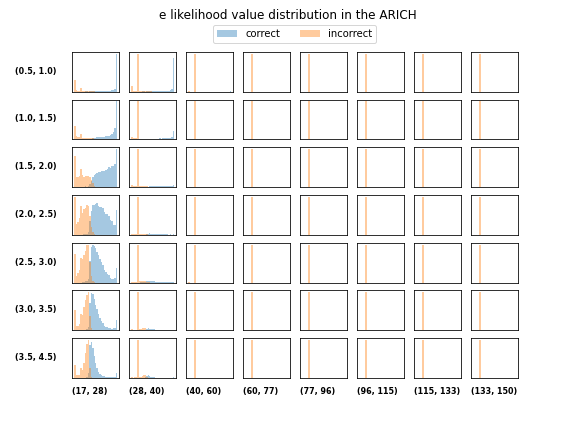 e likelihood value distribution in the ARICH
correct incorrect
(0.5, 1.0)
(1.0, 1.5)
(1.5, 2.0)
(2.0, 2.5)
(2.5, 3.0)
(3.0, 3.5)
(3.5, 4.5)
(17, 28) (28, 40) (40, 60) (60, 77) (77, 96) (96, 115) (115, 133) (133, 150)